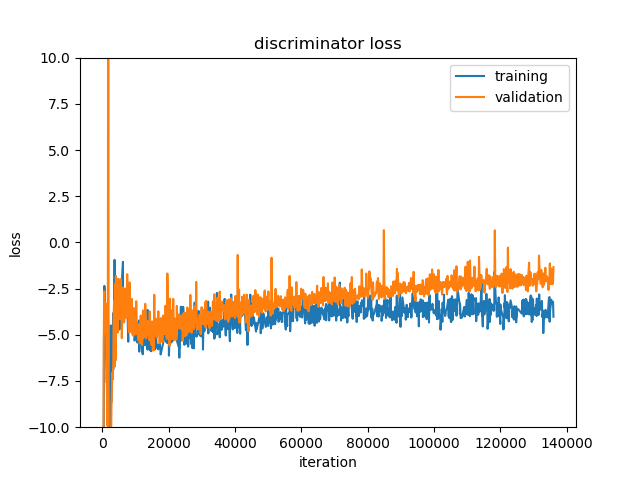 discriminator loss
training
validation
10.0
7.5
5.0
2.5
0.0
−2.5
−5.0
−7.5
−10.0
loss
0 20000 40000 60000 80000 100000 120000 140000
iteration